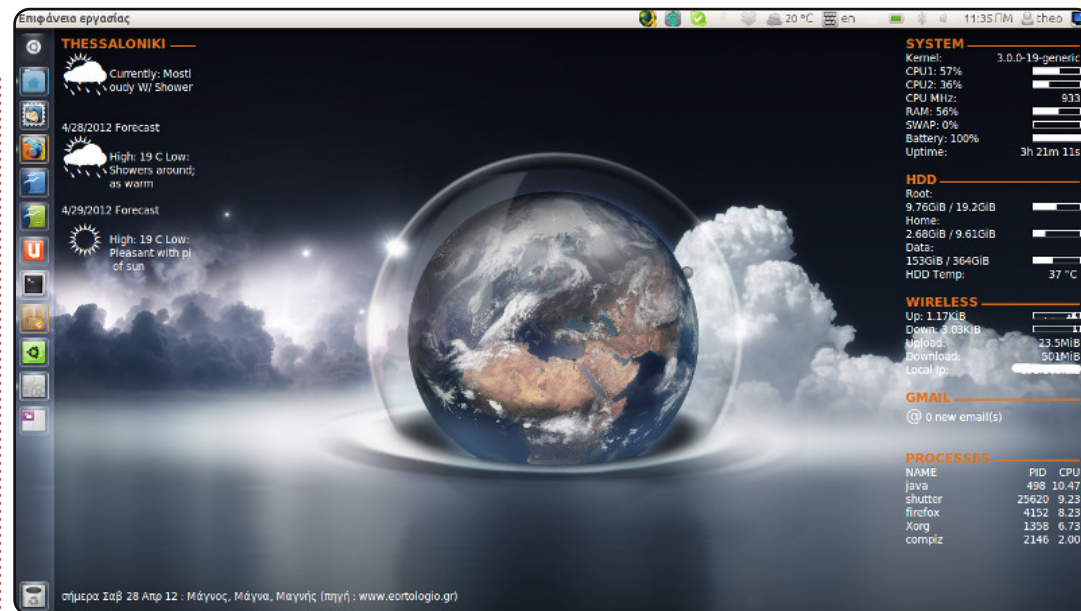 Επιφάνεια εργασίας
20 °C en 11:35 ΠΜ theo
THESSALONIKI
Currently: Mostl
oudy W/ Shower
4/28/2012 Forecast
High: 19 C Low:
Showers around;
as warm
4/29/2012 Forecast
High: 19 C Low:
Pleasant with pl
of sun
SYSTEM
Kernel: 3.0.0-19-generic
CPU1: 57%
CPU2: 36%
CPU MHz: 933
RAM: 56%
SWAP: 0%
Battery: 100%
Uptime: 3h 21m 11s
HDD
Root:
9.76GiB / 19.2GiB
Home:
2.68GiB / 9.61GiB
Data:
153GiB / 364GiB
HDD Temp: 37 °C
WIRELESS
Up: 1.17KiB
Down: 3.03KiB
Upload: 23.5MiB
Download: 501MiB
Local Ip:
GMAIL
@ 0 new email(s)
PROCESSES
NAME PID CPU
java 498 10.47
shutter 25620 9.23
firefox 4152 8.23
Xorg 1358 6.73
compiz 2146 2.00
σήμερα Σαβ 28 Απρ 12 : Μάγνος, Μάγνα, Μαγνής (πηγή : www.eortologio.gr)